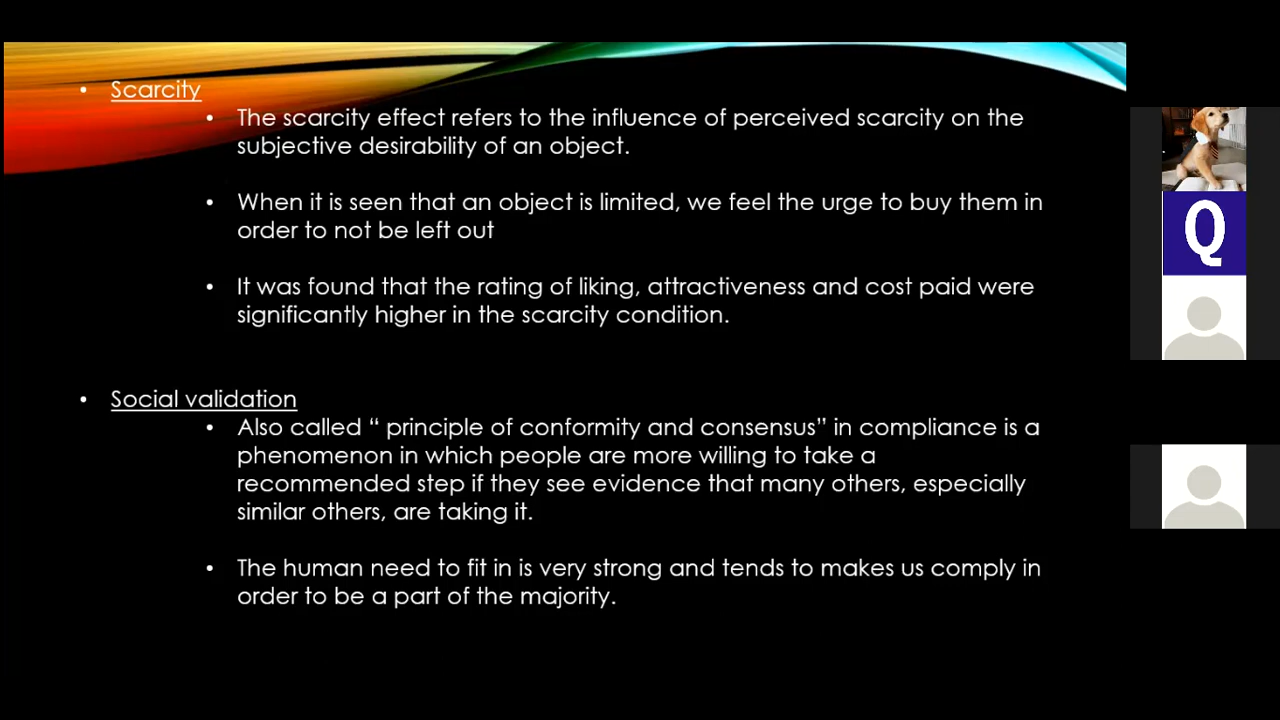 • Scarcity
• The scarcity effect refers to the influence of perceived scarcity on the
subjective desirability of an object.
• When it is seen that an object is limited, we feel the urge to buy them in
order to not be left out
• It was found that the rating of liking, attractiveness and cost paid were
significantly higher in the scarcity condition.
• Social validation
• Also called “ principle of conformity and consensus” in compliance is a
phenomenon in which people are more willing to take a
recommended step if they see evidence that many others, especially
similar others, are taking it.
• The human need to fit in is very strong and tends to makes us comply in
order to be a part of the majority.
Q